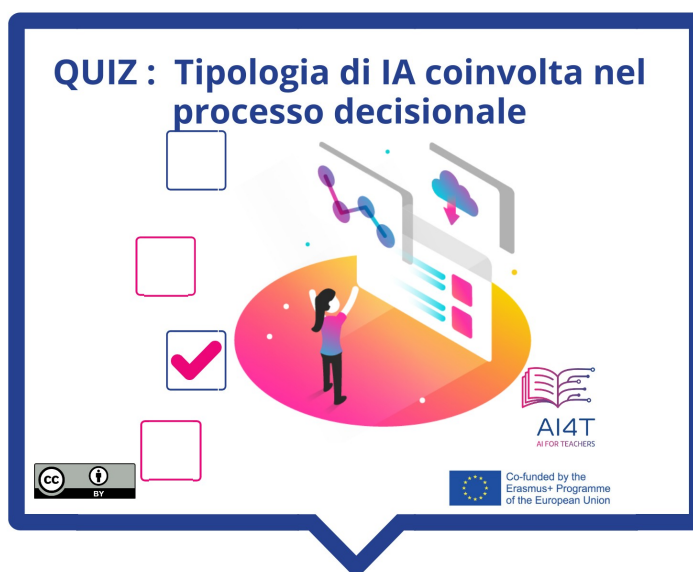 QUIZ : Tipologia di IA coinvolta nel
processo decisionale
AI4T
AI FOR TEACHERS
cc
BY
Co-funded by the
Erasmus+ Programme
of the European Union